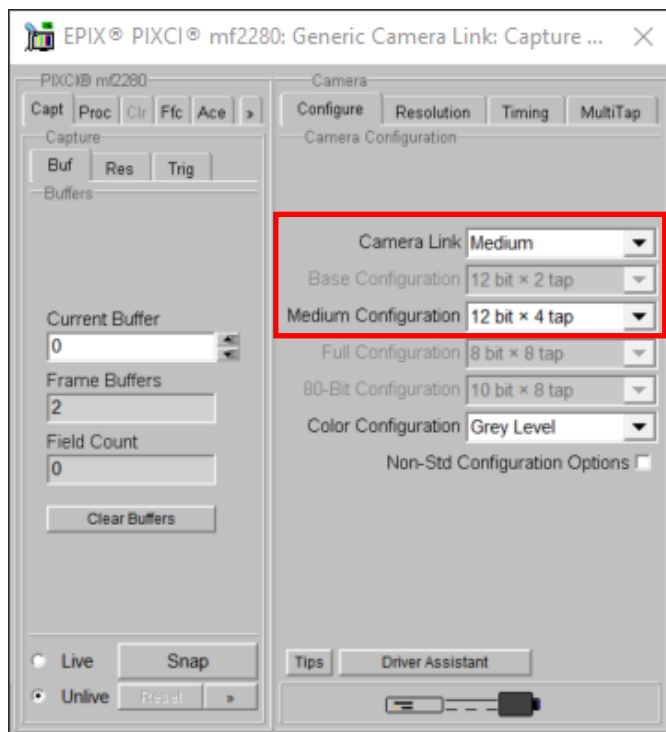 EPIX® PIXCI® mf2280: Generic Camera Link: Capture ...
PIXCI® mf2280
Capt Proc Clr Ffc Ace »
Capture
Buf Res Trig
Buffers
Current Buffer
0
Frame Buffers
2
Field Count
0
Clear Buffers
Live Snap
Unlive Reset »
Camera
Configure Resolution Timing MultiTap
Camera Configuration
Camera Link Medium
Base Configuration 12 bit × 2 tap
Medium Configuration 12 bit × 4 tap
Full Configuration 8 bit × 8 tap
80-Bit Configuration 10 bit × 8 tap
Color Configuration Grey Level
Non-Std Configuration Options
Tips Driver Assistant